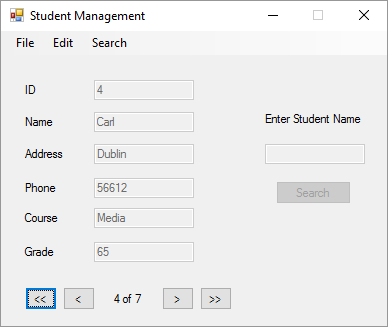 Student Management
File Edit Search
ID 4
Name Carl
Enter Student Name
Address Dublin
Phone 56612
Search
Course Media
Grade 65
<< < 4 of 7 > >>